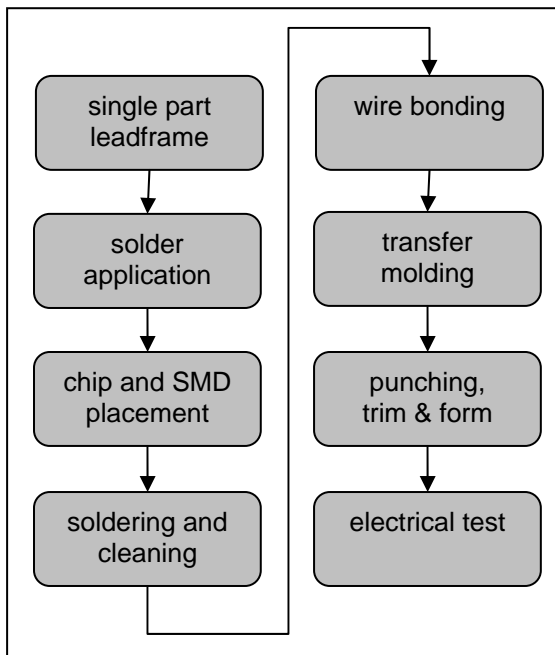 single part
leadframe
solder
application
chip and SMD
placement
soldering and
cleaning
wire bonding
transfer
molding
punching,
trim & form
electrical test